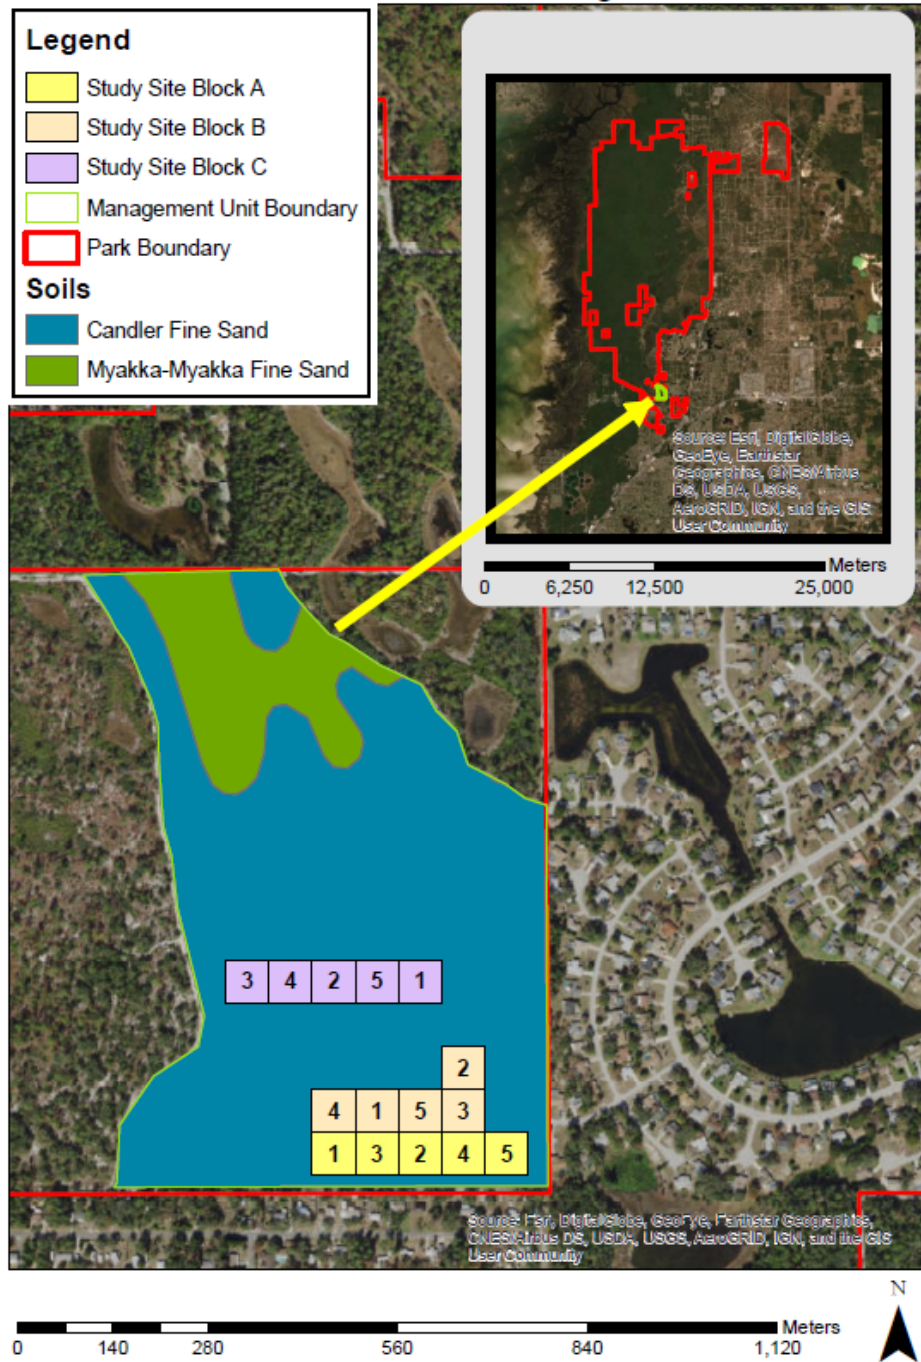 Legend
Study Site Block A
Study Site Block B
Study Site Block C
Management Unit Boundary
Park Boundary
Soils
Candler Fine Sand
Myakka-Myakka Fine Sand
Source: Esri, DigitalGlobe,
GeoEye, Earthstar
Geographics, CNES/Airbus
DS, USDA, USGS,
AeroGRID, IGN, and the GIS
User Community
Meters
0 6,250 12,500 25,000
3 4 2 5 1
2
4 1 5 3
1 3 2 4 5
Source: Esri, DigitalGlobe, GeoEye, Earthstar Geographics,
CNES/Airbus DS, USDA, USGS, AeroGRID, IGN, and the GIS
User Community
N
Meters
0 140 280 560 840 1,120